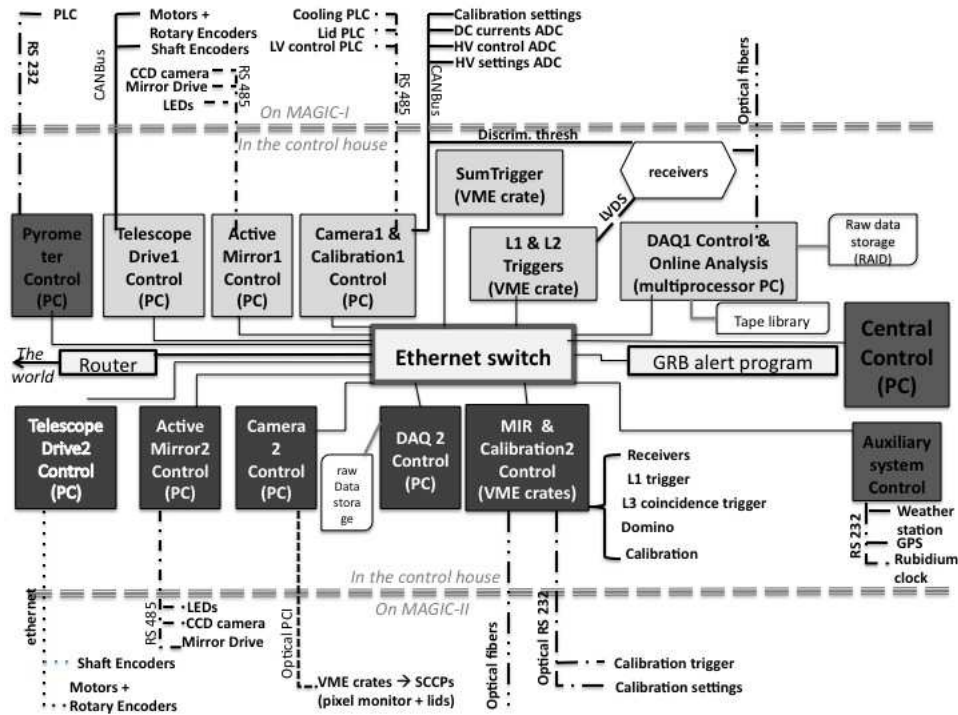 PLC
RS 232
Motors +
Rotary Encoders
Shaft Encoders
CANBus
CCD camera
Mirror Drive
LEDs
RS 485
Cooling PLC
Lid PLC
LV control PLC
RS 485
Calibration settings
DC currents ADC
HV control ADC
HV settings ADC
CANBus
Optical fibers
On MAGIC-I
In the control house
Discrim. thresh
receivers
LVDS
SumTrigger
(VME crate)
Pyrome
ter
Control
(PC)
Telescope
Drive1
Control
(PC)
Active
Mirror1
Control
(PC)
Camera1 &
Calibration1
Control
(PC)
L1 & L2
Triggers
(VME crate)
DAQ1 Control &
Online Analysis
(multiprocessor PC)
Raw data
storage
(RAID)
Tape library
The
world
Router
Ethernet switch
GRB alert program
Central
Control
(PC)
Telescope
Drive2
Control
(PC)
Active
Mirror2
Control
(PC)
Camera
2
Control
(PC)
raw
Data
storag
e
DAQ 2
Control
(PC)
MIR &
Calibration2
Control
(VME crates)
Receivers
L1 trigger
L3 coincidence trigger
Domino
Calibration
Auxiliary
system
Control
RS 232
Weather
station
GPS
Rubidium
clock
In the control house
On MAGIC-II
ethernet
Shaft Encoders
Motors +
Rotary Encoders
RS 485
LEDs
CCD camera
Mirror Drive
Optical PCI
VME crates → SCCPs
(pixel monitor + lids)
Optical fibers
Optical RS 232
Calibration trigger
Calibration settings